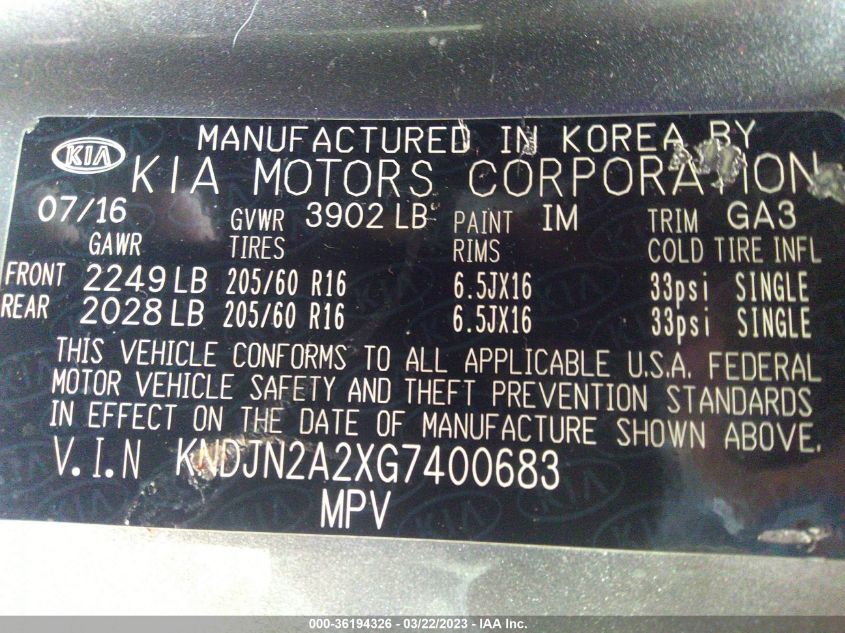 MANUFACTURED IN KOREA BY
KIA KIA MOTORS CORPORATION
07/16 GVWR 3902 LB PAINT IM TRIM GA3
GAWR TIRES RIMS COLD TIRE INFL
FRONT 2249 LB 205/60 R16 6.5JX16 33psi SINGLE
REAR 2028 LB 205/60 R16 6.5JX16 33psi SINGLE
THIS VEHICLE CONFORMS TO ALL APPLICABLE U.S.A. FEDERAL
MOTOR VEHICLE SAFETY AND THEFT PREVENTION STANDARDS
IN EFFECT ON THE DATE OF MANUFACTURE SHOWN ABOVE.
V.I.N KNDJN2A2XG7400683
MPV
000-36194326 - 03/22/2023 - IAA Inc.